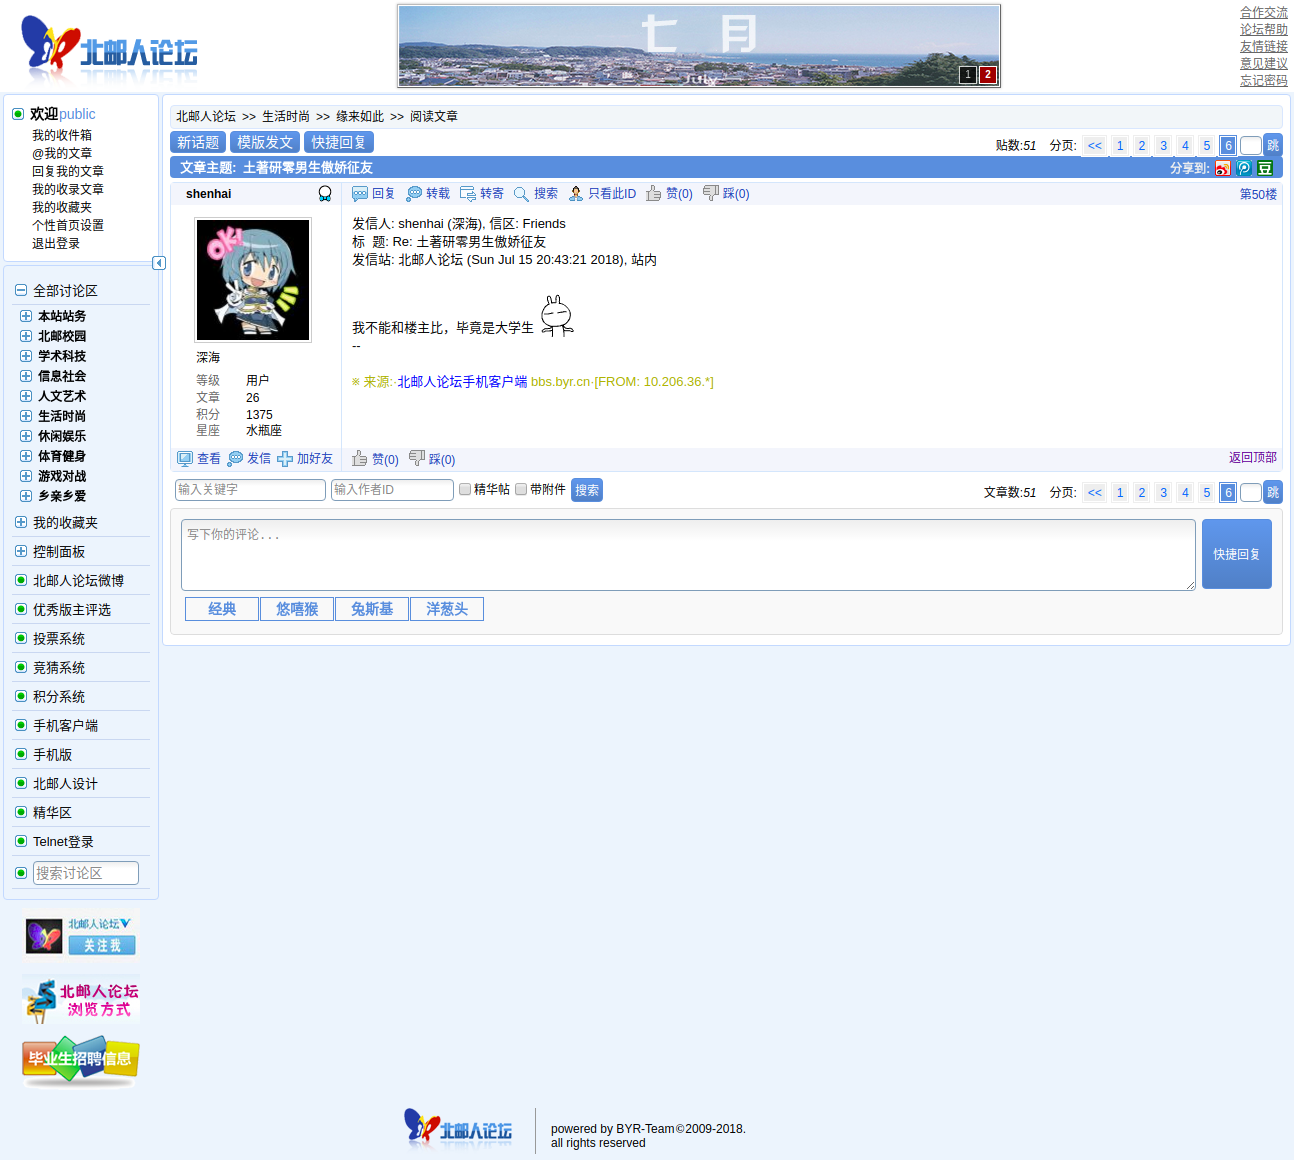 北邮人论坛
七 月
July
1 2
合作交流
论坛帮助
友情链接
意见建议
忘记密码
欢迎public
我的收件箱
@我的文章
回复我的文章
我的收录文章
我的收藏夹
个性首页设置
退出登录
全部讨论区
本站站务
北邮校园
学术科技
信息社会
人文艺术
生活时尚
休闲娱乐
体育健身
游戏对战
乡亲乡爱
我的收藏夹
控制面板
北邮人论坛微博
优秀版主评选
投票系统
竞猜系统
积分系统
手机客户端
手机版
北邮人设计
精华区
Telnet登录
搜索讨论区
北邮人论坛
关注我
北邮人论坛
浏览方式
毕业生招聘信息
北邮人论坛 >> 生活时尚 >> 缘来如此 >> 阅读文章
新话题 模版发文 快捷回复
贴数:51 分页: << 1 2 3 4 5 6 跳
文章主题: 土著研零男生傲娇征友 分享到: 豆
shenhai 回复 转载 转寄 搜索 只看此ID 赞(0) 踩(0) 第50楼
OK!
深海
等级 用户
文章 26
积分 1375
星座 水瓶座
发信人: shenhai (深海), 信区: Friends
标 题: Re: 土著研零男生傲娇征友
发信站: 北邮人论坛 (Sun Jul 15 20:43:21 2018), 站内
我不能和楼主比，毕竟是大学生
--
※ 来源:·北邮人论坛手机客户端 bbs.byr.cn·[FROM: 10.206.36.*]
查看 发信 加好友 赞(0) 踩(0) 返回顶部
输入关键字 输入作者ID 精华帖 带附件 搜索
文章数:51 分页: << 1 2 3 4 5 6 跳
写下你的评论...
快捷回复
经典 悠嘻猴 兔斯基 洋葱头
北邮人论坛
powered by BYR-Team©2009-2018.
all rights reserved